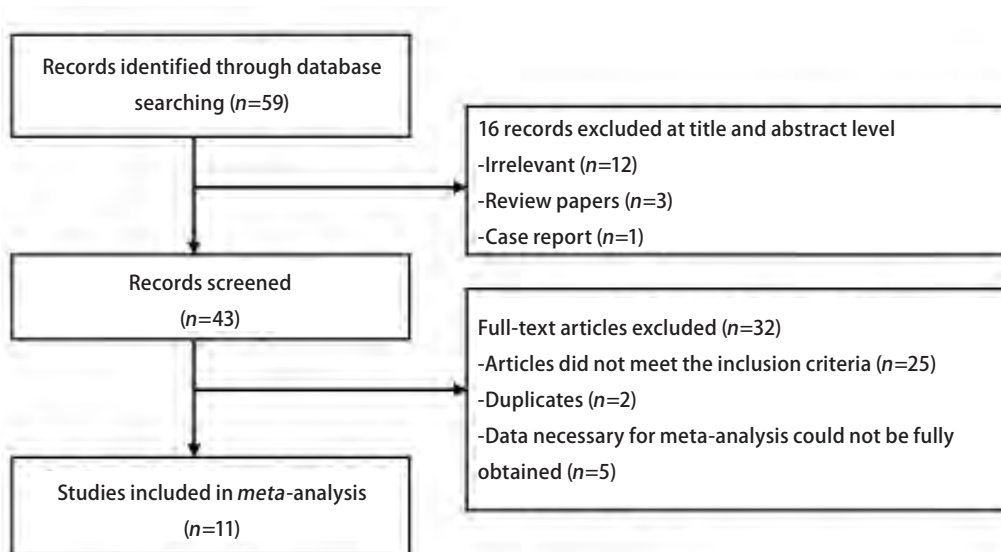 Records identified through database
searching (n=59)
16 records excluded at title and abstract level
-Irrelevant (n=12)
-Review papers (n=3)
-Case report (n=1)
Records screened
(n=43)
Full-text articles excluded (n=32)
-Articles did not meet the inclusion criteria (n=25)
-Duplicates (n=2)
-Data necessary for meta-analysis could not be fully
obtained (n=5)
Studies included in meta-analysis
(n=11)